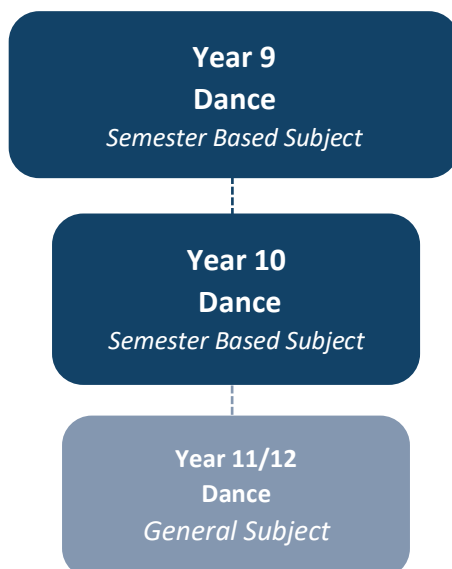 Year 9
Dance
Semester Based Subject
Year 10
Dance
Semester Based Subject
Year 11/12
Dance
General Subject